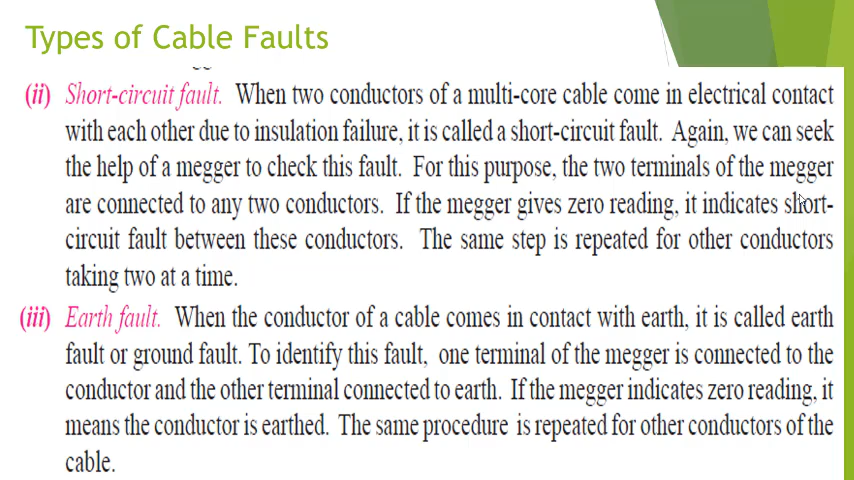 Types of Cable Faults
(ii) Short-circuit fault. When two conductors of a multi-core cable come in electrical contact
with each other due to insulation failure, it is called a short-circuit fault. Again, we can seek
the help of a megger to check this fault. For this purpose, the two terminals of the megger
are connected to any two conductors. If the megger gives zero reading, it indicates short-
circuit fault between these conductors. The same step is repeated for other conductors
taking two at a time.
(iii) Earth fault. When the conductor of a cable comes in contact with earth, it is called earth
fault or ground fault. To identify this fault, one terminal of the megger is connected to the
conductor and the other terminal connected to earth. If the megger indicates zero reading, it
means the conductor is earthed. The same procedure is repeated for other conductors of the
cable.